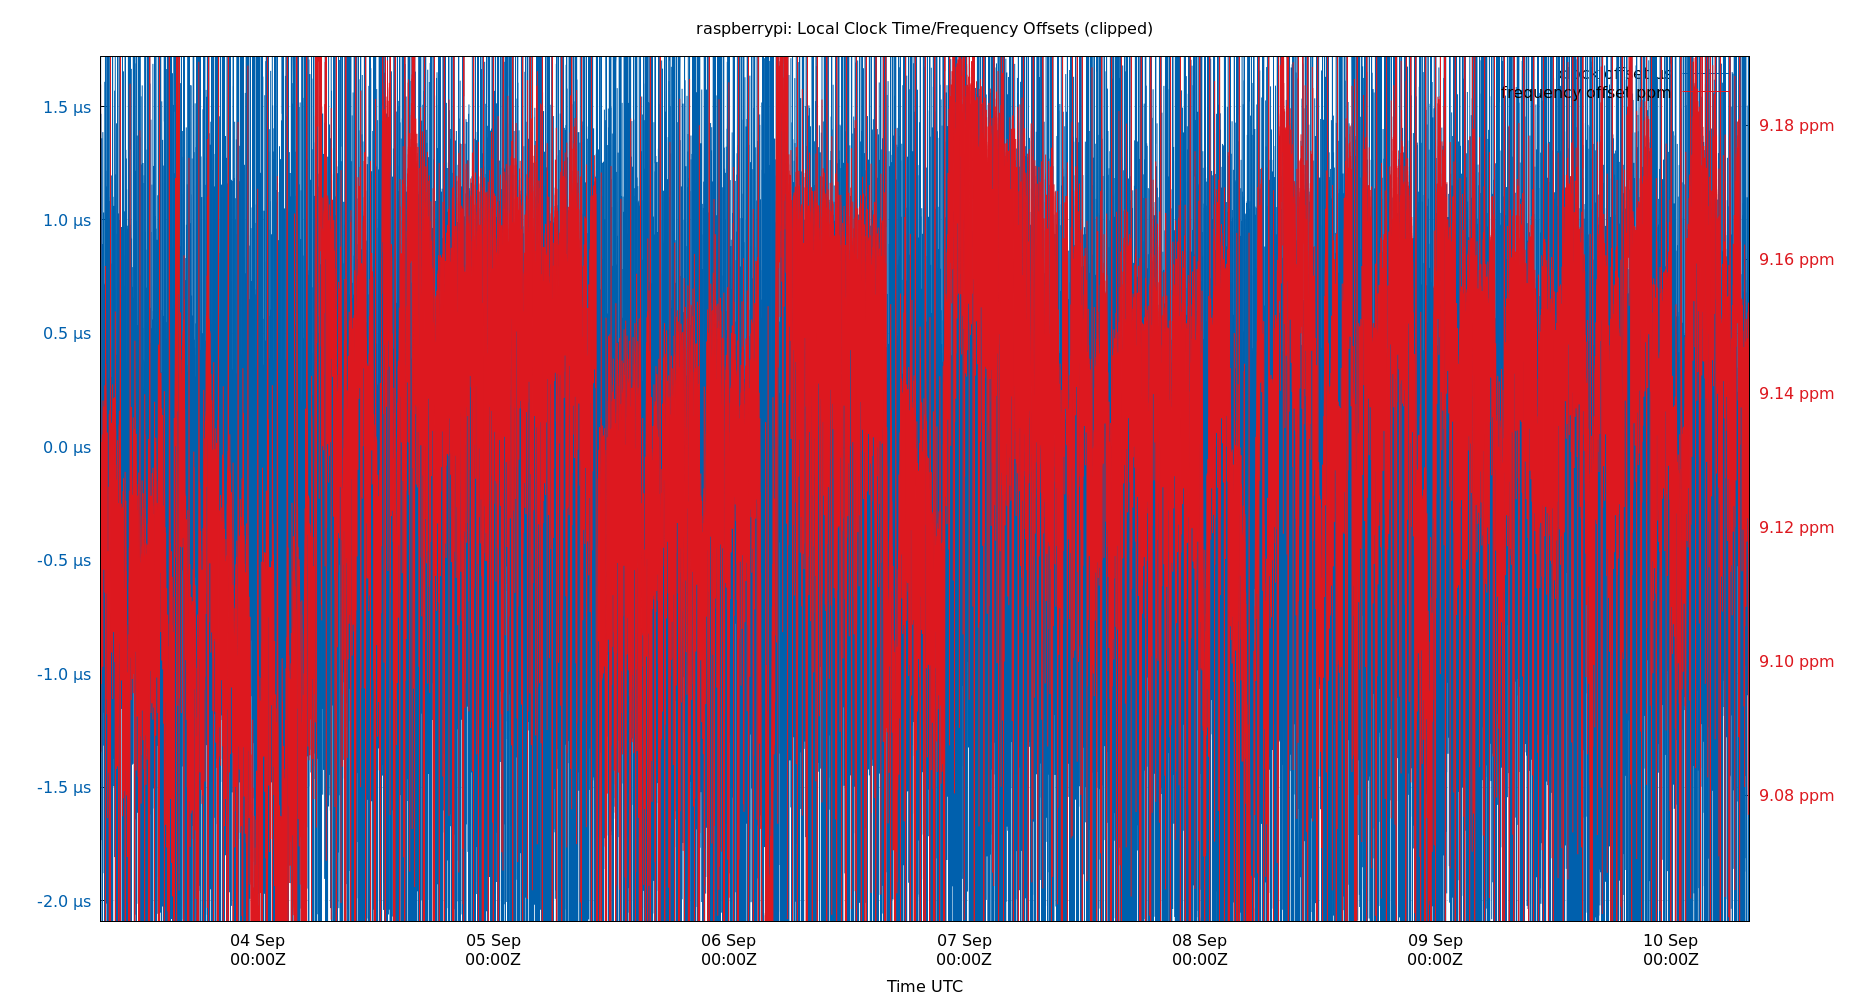 raspberrypi: Local Clock Time/Frequency Offsets (clipped)
clock offset µs
frequency offset ppm
1.5 µs
1.0 µs
0.5 µs
0.0 µs
-0.5 µs
-1.0 µs
-1.5 µs
-2.0 µs
9.18 ppm
9.16 ppm
9.14 ppm
9.12 ppm
9.10 ppm
9.08 ppm
04 Sep 05 Sep 06 Sep 07 Sep 08 Sep 09 Sep 10 Sep
00:00Z 00:00Z 00:00Z 00:00Z 00:00Z 00:00Z 00:00Z
Time UTC